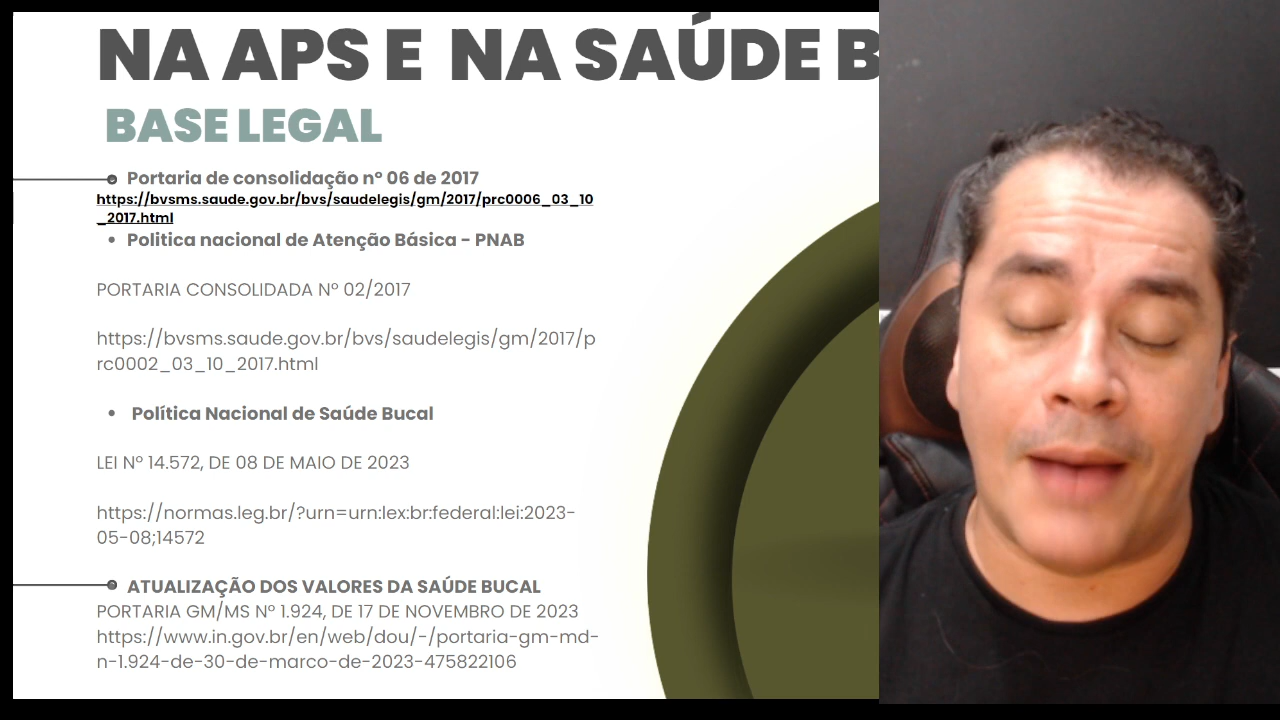 NA APS E NA SAÚDE B
BASE LEGAL
Portaria de consolidação nº 06 de 2017
https://bvsms.saude.gov.br/bvs/saudelegis/gm/2017/prc0006_03_10
_2017.html
• Politica nacional de Atenção Básica - PNAB
PORTARIA CONSOLIDADA Nº 02/2017
https://bvsms.saude.gov.br/bvs/saudelegis/gm/2017/p
rc0002_03_10_2017.html
• Política Nacional de Saúde Bucal
LEI Nº 14.572, DE 08 DE MAIO DE 2023
https://normas.leg.br/?urn=urn:lex:br:federal:lei:2023-
05-08;14572
ATUALIZAÇÃO DOS VALORES DA SAÚDE BUCAL
PORTARIA GM/MS Nº 1.924, DE 17 DE NOVEMBRO DE 2023
https://www.in.gov.br/en/web/dou/-/portaria-gm-md-
n-1.924-de-30-de-marco-de-2023-475822106